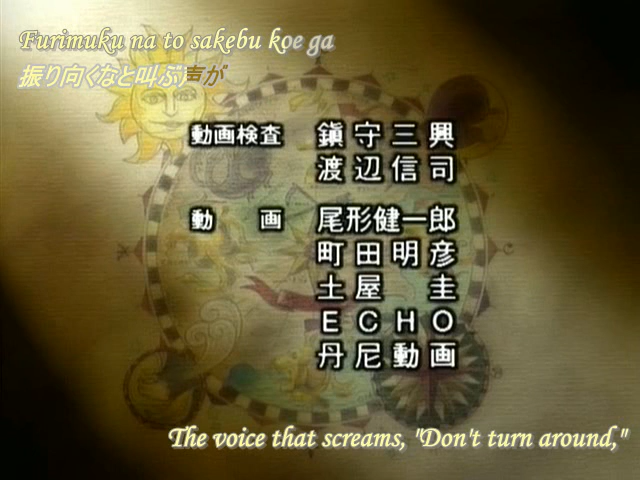 Furimuku na to sakebu koe ga
振り向くなと叫ぶ声が
動画検査 鎮守三興
渡辺信司
動画 尾形健一郎
町田明彦
土屋圭
ECHO
丹尼動画
The voice that screams, "Don't turn around,"